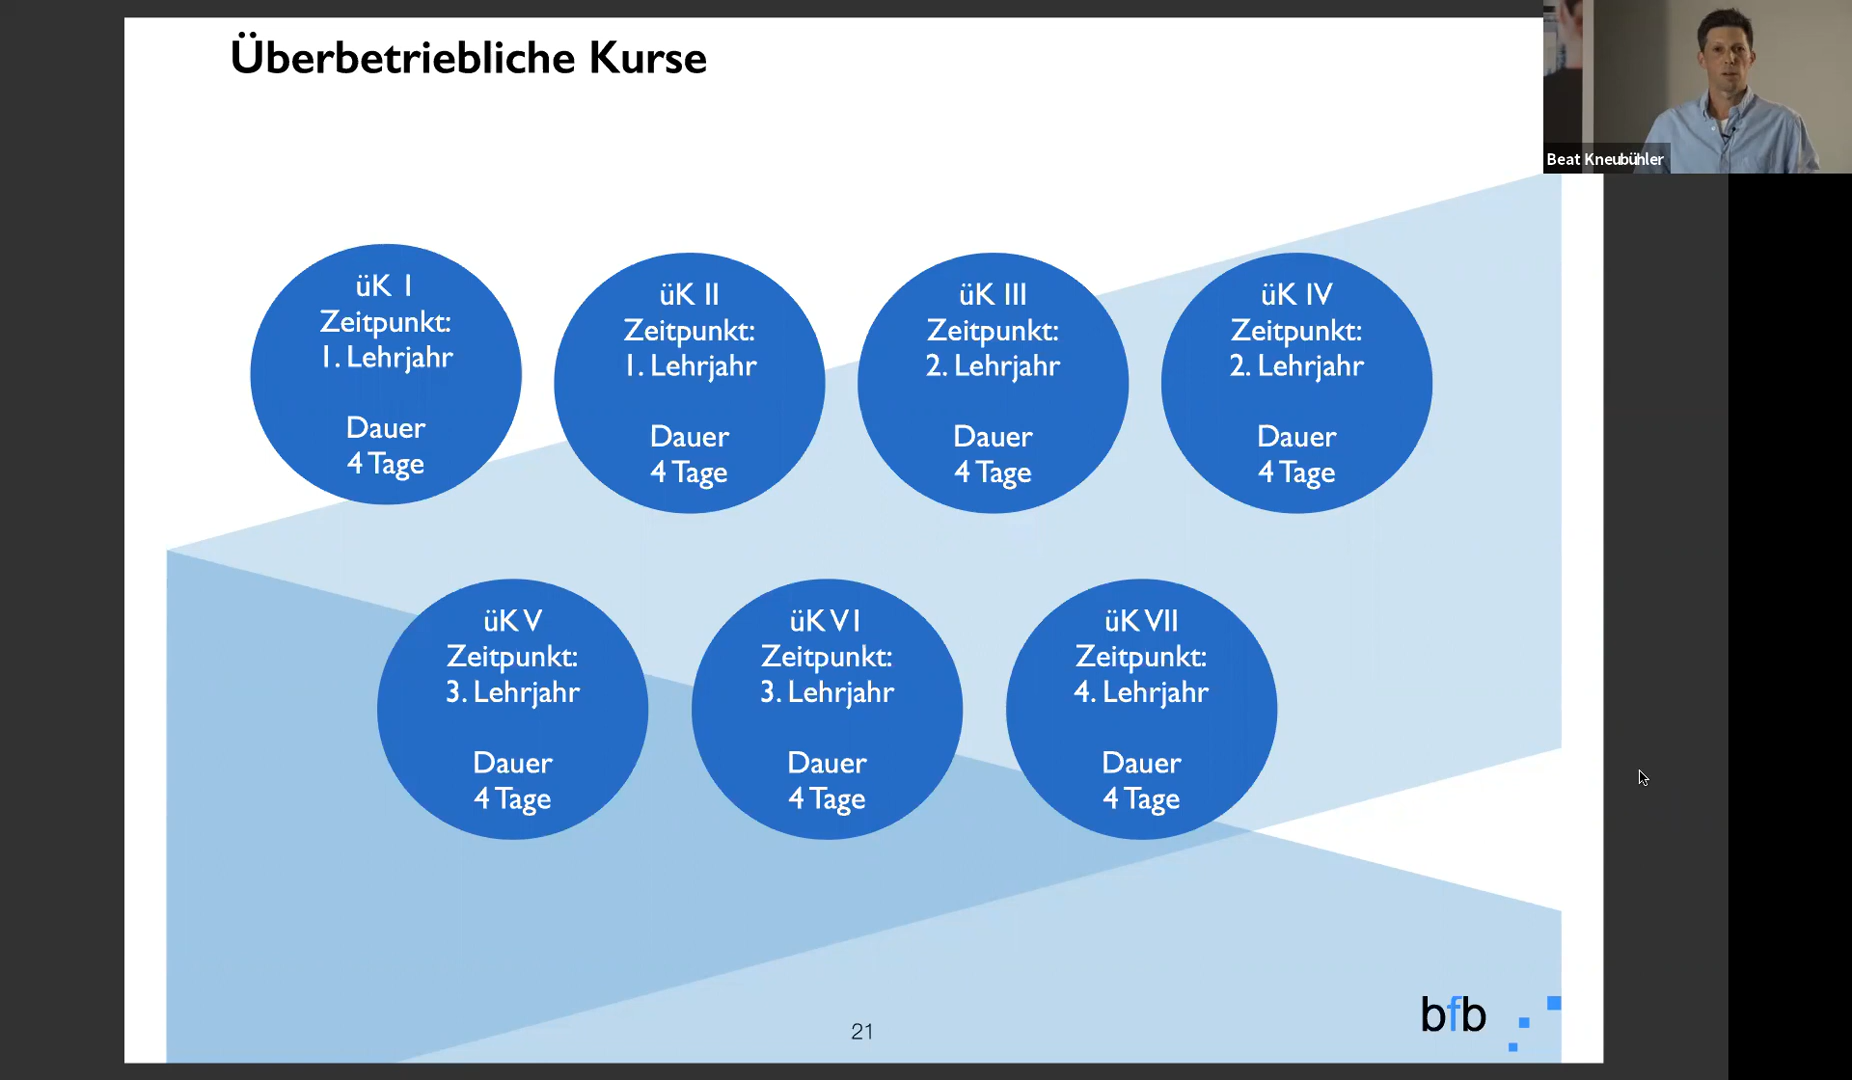 Überbetriebliche Kurse
Beat Kneubühler
üK I
Zeitpunkt:
1. Lehrjahr
Dauer
4 Tage
üK II
Zeitpunkt:
1. Lehrjahr
Dauer
4 Tage
üK III
Zeitpunkt:
2. Lehrjahr
Dauer
4 Tage
üK IV
Zeitpunkt:
2. Lehrjahr
Dauer
4 Tage
üK V
Zeitpunkt:
3. Lehrjahr
Dauer
4 Tage
üK VI
Zeitpunkt:
3. Lehrjahr
Dauer
4 Tage
üK VII
Zeitpunkt:
4. Lehrjahr
Dauer
4 Tage
21
bfb